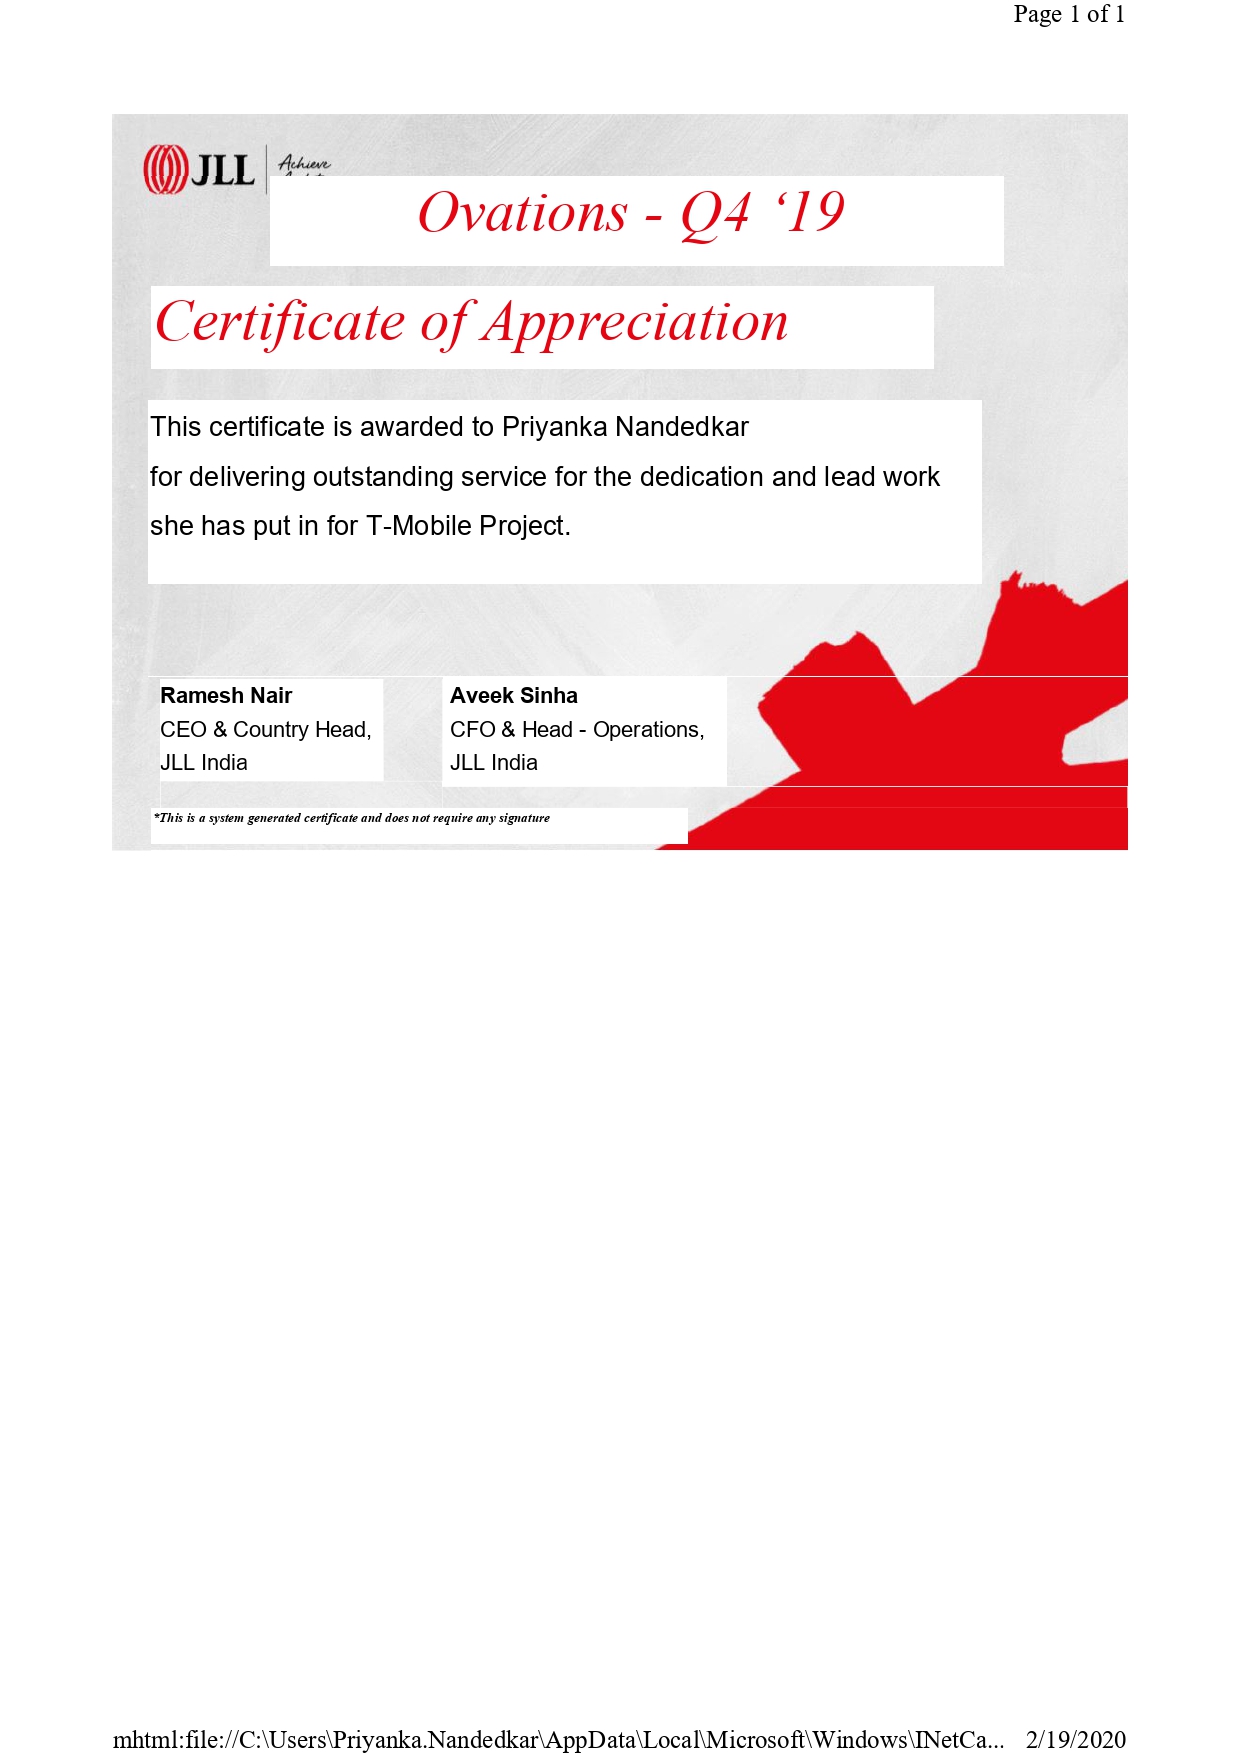 Page 1 of 1
JLL
Achieve
Ovations - Q4 ‘19
Certificate of Appreciation
This certificate is awarded to Priyanka Nandedkar
for delivering outstanding service for the dedication and lead work
she has put in for T-Mobile Project.
Ramesh Nair
CEO & Country Head,
JLL India
Aveek Sinha
CFO & Head - Operations,
JLL India
*This is a system generated certificate and does not require any signature
mhtml:file://C:\Users\Priyanka.Nandedkar\AppData\Local\Microsoft\Windows\INetCa... 2/19/2020